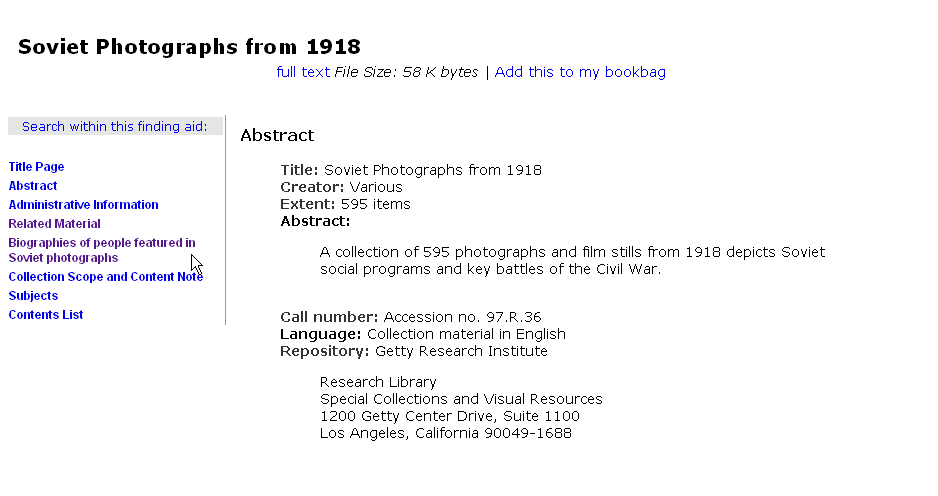 Soviet Photographs from 1918
full text File Size: 58 K bytes | Add this to my bookbag
Search within this finding aid:
Title Page
Abstract
Administrative Information
Related Material
Biographies of people featured in
Soviet photographs
Collection Scope and Content Note
Subjects
Contents List
Abstract
Title: Soviet Photographs from 1918
Creator: Various
Extent: 595 items
Abstract:
A collection of 595 photographs and film stills from 1918 depicts Soviet
social programs and key battles of the Civil War.
Call number: Accession no. 97.R.36
Language: Collection material in English
Repository: Getty Research Institute
Research Library
Special Collections and Visual Resources
1200 Getty Center Drive, Suite 1100
Los Angeles, California 90049-1688